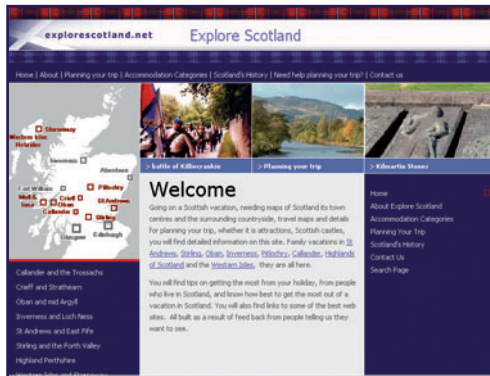 explorescotland.net
Explore Scotland
Home | About | Planning your trip | Accommodation Categories | Scotland's History | Need help planning your trip? | Contact us
Stornoway
Western Isles
Hebrides
Inverness
Aberdeen
Fort William
Pitlochry
Mull &
Crieff
Oban
St Andrews
Callander
Stirling
Glasgow
Edinburgh
> battle of Killiecrankie
> Planning your trip
> Kilmartin Stones
Welcome
Going on a Scottish vacation, needing maps of Scotland its town
centres and the surrounding countryside, travel maps and details
for planning your trip, whether it is attractions, Scottish castles,
you will find detailed information on this site. Family vacations in St
Andrews, Stirling, Oban, Inverness, Pitlochry, Callander, Highlands
of Scotland and the Western Isles, they are all here.
You will find tips on getting the most from your holiday, from people
who live in Scotland, and know how best to get the most out of a
vacation in Scotland. You will also find links to some of the best web
sites. All built as a result of feed back from people telling us they
want to see.
Home
About Explore Scotland
Accommodation Categories
Planning Your Trip
Scotland's History
Contact Us
Search Page
Callander and the Trossachs
Crieff and Strathearn
Oban and mid Argyll
Inverness and Loch Ness
St Andrews and East Fife
Stirling and the Forth Valley
Highland Perthshire
Western Isles and Stornoway